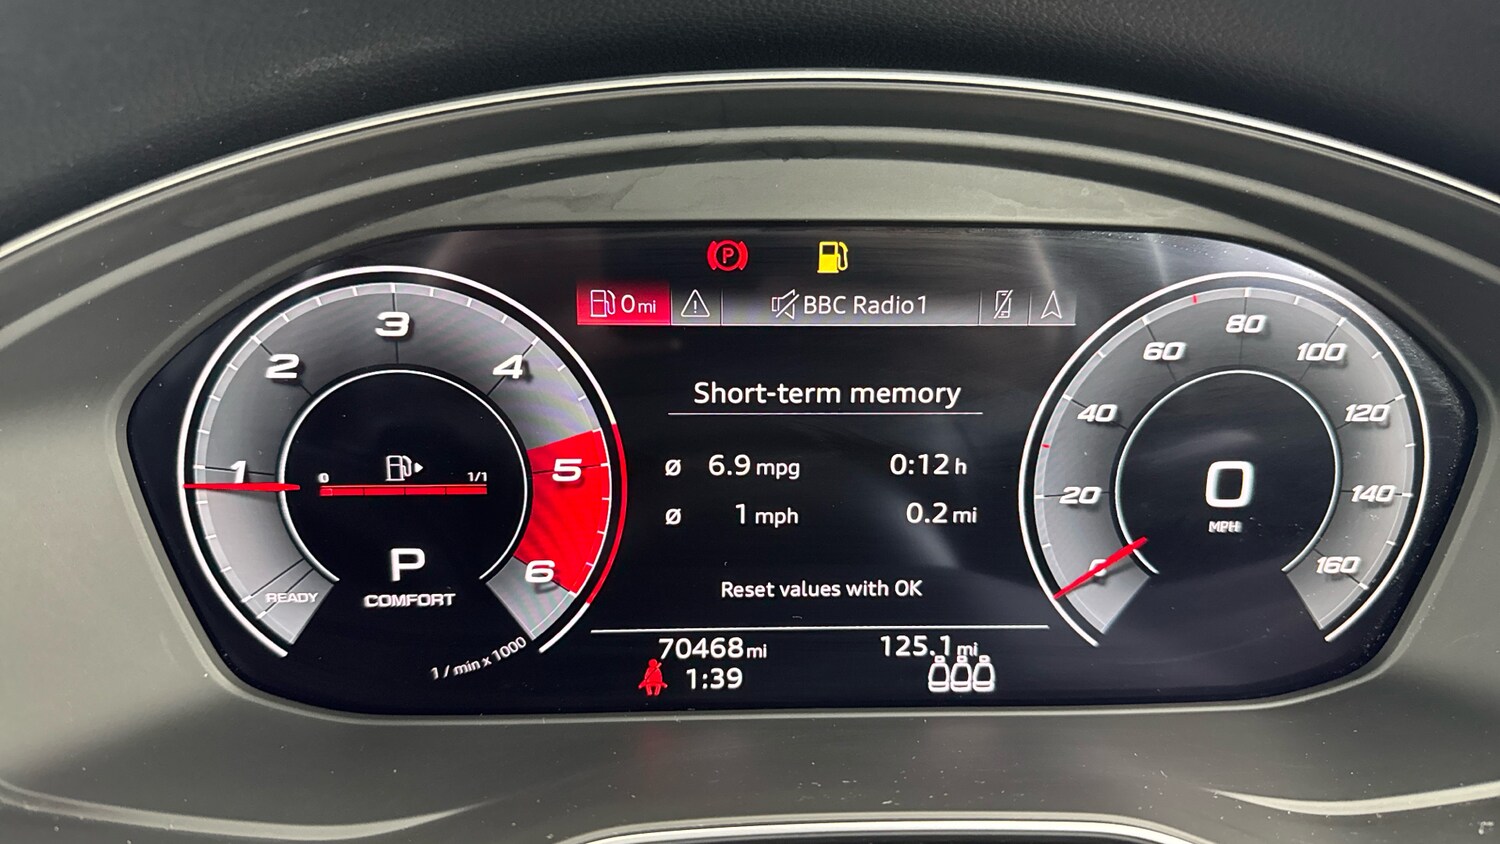 P
0 mi
BBC Radio 1
1
2
3
4
5
6
0
1/1
P
COMFORT
READY
1 / min x 1000
Short-term memory
Ø 6.9 mpg 0:12 h
Ø 1 mph 0.2 mi
Reset values with OK
70468 mi 125.1 mi
1:39
0
20
40
60
80
100
120
140
160
0
MPH